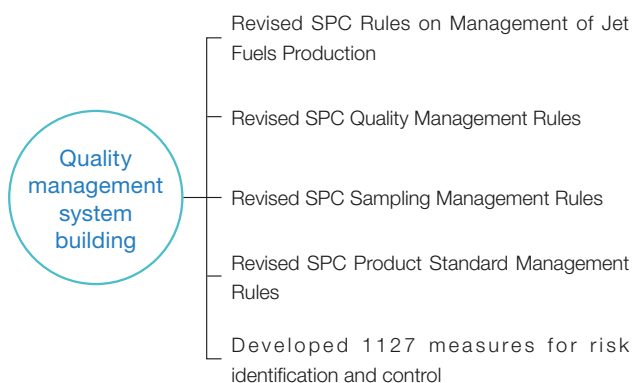 Quality
management
system
building
Revised SPC Rules on Management of Jet
Fuels Production
Revised SPC Quality Management Rules
Revised SPC Sampling Management Rules
Revised SPC Product Standard Management
Rules
Developed 1127 measures for risk
identification and control